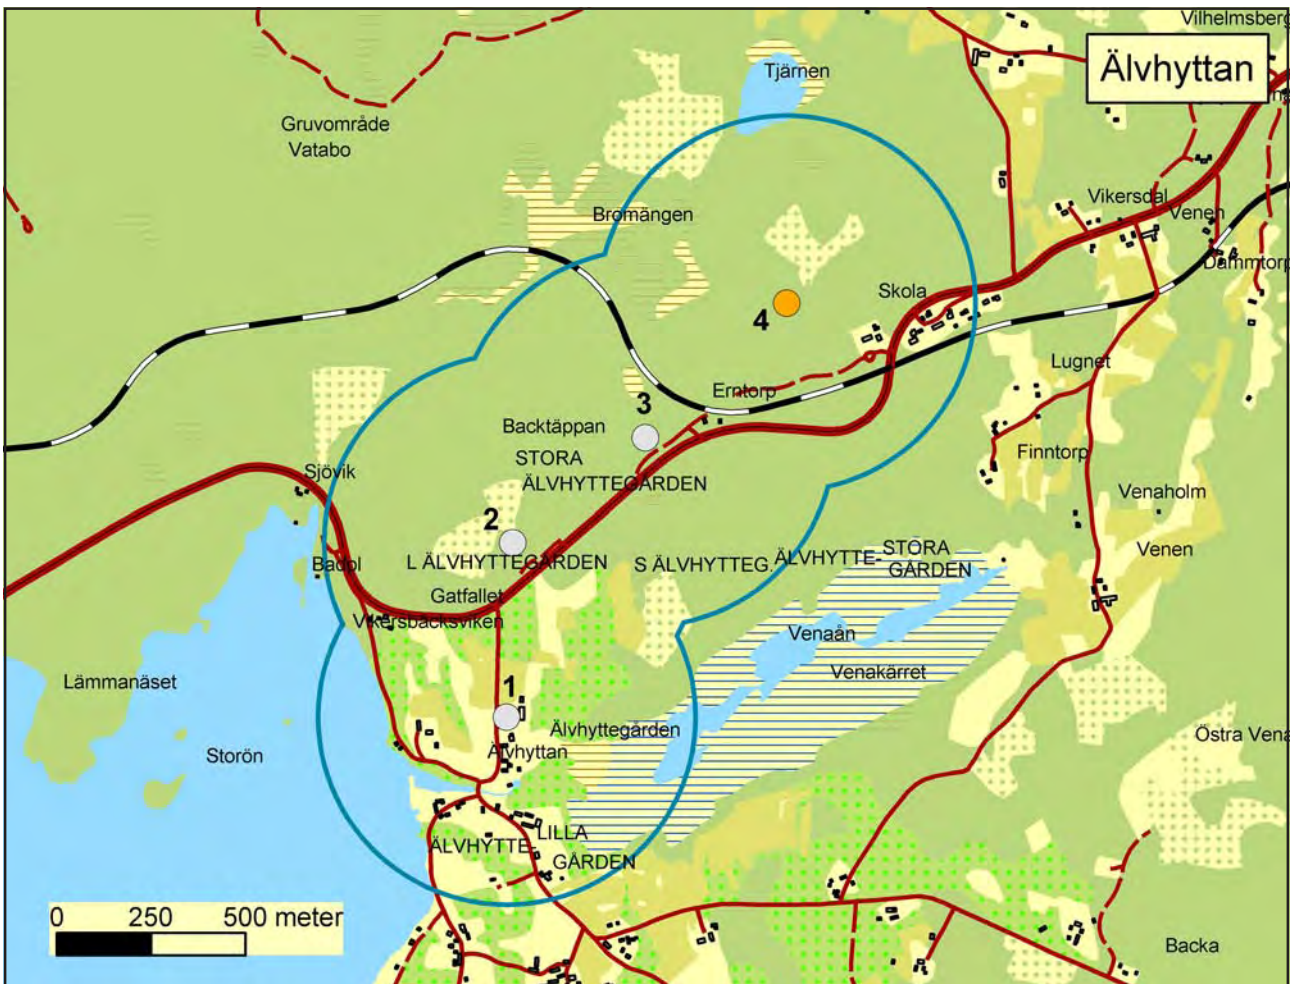 Vilhelmsberg
Älvhyttan
Tjärnen
Gruvområde
Vatabo
Bromängen
Vikersdal
Venen
Dammtorp
Skola
4
Lugnet
Erntorp
3
Backtäppan
STORA
ÄLVHYTTEGÅRDEN
Finntorp
Sjövik
Venaholm
2
Venen
L ÄLVHYTTEGÅRDEN
S ÄLVHYTTEG.
ÄLVHYTTE-
STORA
GÅRDEN
Badpl
Gatfallet
Vikersbacksviken
Venaån
Venakärret
Lämmanäset
1
Älvhyttegården
Älvhyttan
Storön
Östra Vena
ÄLVHYTTE-
LILLA
GÅRDEN
0 250 500 meter
Backa